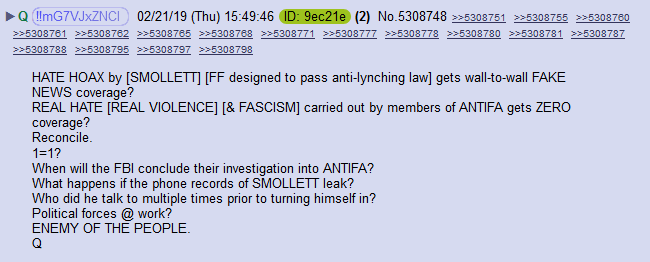 ▶ Q !!mG7VJxZNCI 02/21/19 (Thu) 15:49:46 ID: 9ec21e (2) No.5308748 >>5308751 >>5308755 >>5308760
>>5308761 >>5308762 >>5308765 >>5308768 >>5308771 >>5308777 >>5308778 >>5308780 >>5308781 >>5308787
>>5308788 >>5308795 >>5308797 >>5308798
HATE HOAX by [SMOLLETT] [FF designed to pass anti-lynching law] gets wall-to-wall FAKE
NEWS coverage?
REAL HATE [REAL VIOLENCE] [& FASCISM] carried out by members of ANTIFA gets ZERO
coverage?
Reconcile.
1=1?
When will the FBI conclude their investigation into ANTIFA?
What happens if the phone records of SMOLLETT leak?
Who did he talk to multiple times prior to turning himself in?
Political forces @ work?
ENEMY OF THE PEOPLE.
Q